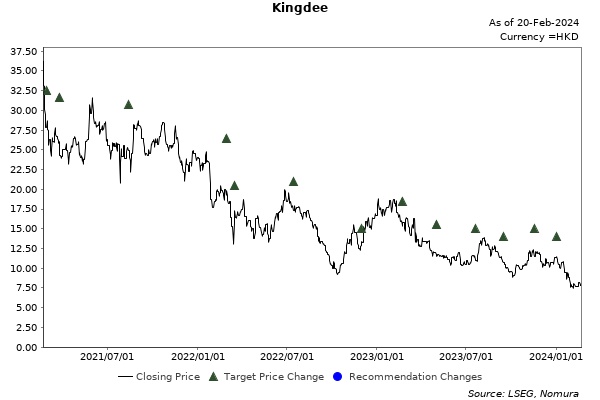 Kingdee
As of 20-Feb-2024
Currency =HKD
37.50
35.00
32.50
30.00
27.50
25.00
22.50
20.00
17.50
15.00
12.50
10.00
7.50
5.00
2.50
0.00
2021/07/01 2022/01/01 2022/07/01 2023/01/01 2023/07/01 2024/01/01
Closing Price Target Price Change Recommendation Changes
Source: LSEG, Nomura